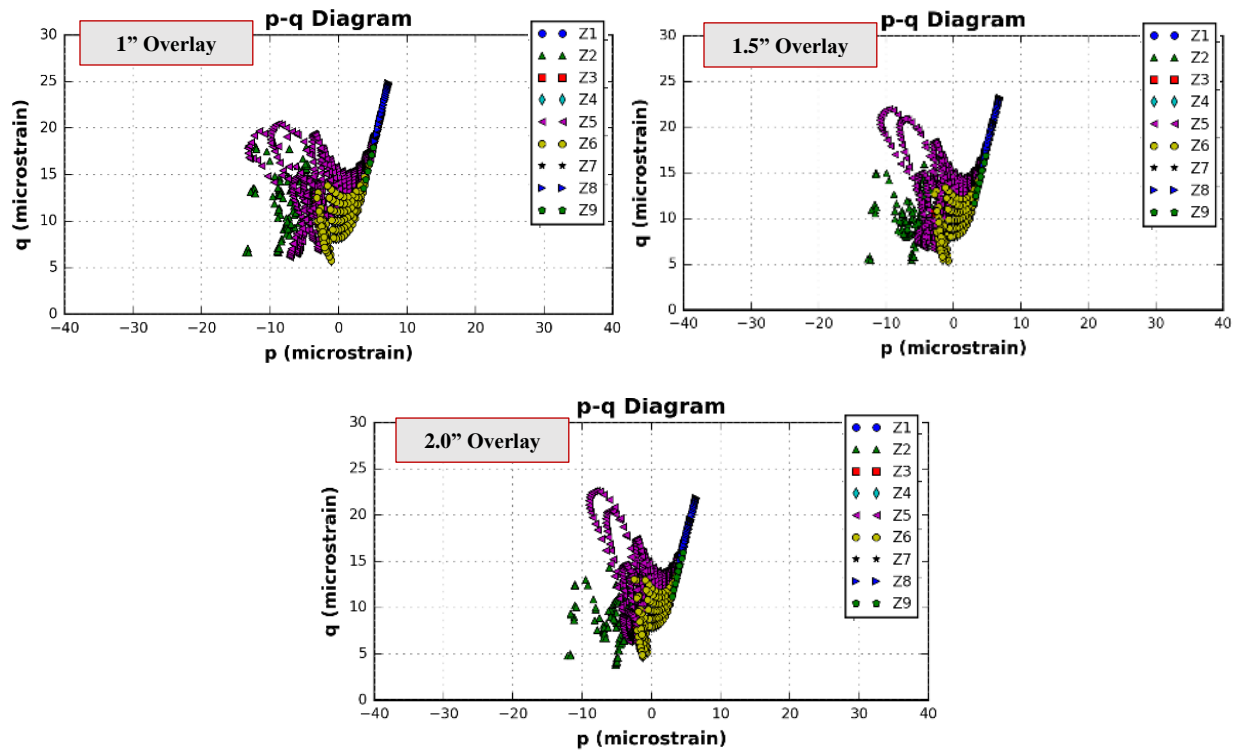 p-q Diagram
1” Overlay
30
25
20
15
10
5
0
q (microstrain)
−40
−30
−20
−10
0
10
20
30
40
p (microstrain)
Z1
Z2
Z3
Z4
Z5
Z6
Z7
Z8
Z9
p-q Diagram
1.5” Overlay
30
25
20
15
10
5
0
q (microstrain)
−40
−30
−20
−10
0
10
20
30
40
p (microstrain)
Z1
Z2
Z3
Z4
Z5
Z6
Z7
Z8
Z9
p-q Diagram
2.0” Overlay
30
25
20
15
10
5
0
q (microstrain)
−40
−30
−20
−10
0
10
20
30
40
p (microstrain)
Z1
Z2
Z3
Z4
Z5
Z6
Z7
Z8
Z9